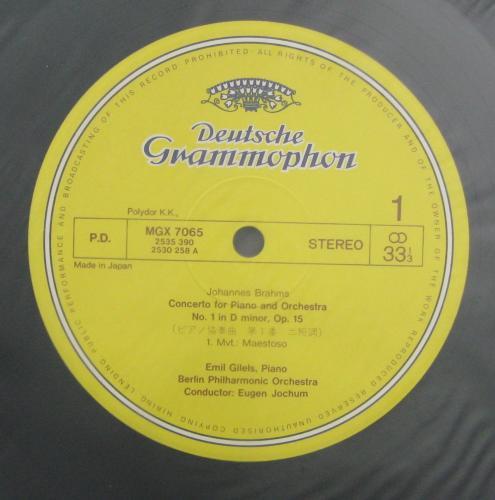 ALL RIGHTS OF THE PRODUCER AND OF THE OWNER OF THE WORK REPRODUCED RESERVED UNAUTHORISED COPYING HIRING LENDING PUBLIC PERFORMANCE AND BROADCASTING OF THIS RECORD PROHIBITED
Deutsche
Grammophon
Polydor K.K.
1
P.D.
MGX 7065
2535 390
2530 258 A
STEREO
33 1/3
Made in Japan
Johannes Brahms
Concerto for Piano and Orchestra
No. 1 in D minor, Op. 15
(ピアノ協奏曲 第1番 ニ短調)
1. Mvt.: Maestoso
Emil Gilels, Piano
Berlin Philharmonic Orchestra
Conductor: Eugen Jochum